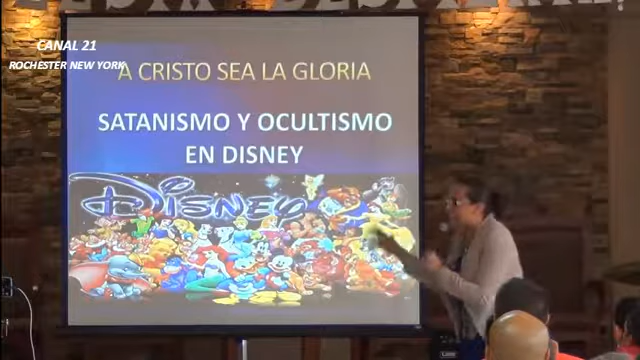 CANAL 21
ROCHESTER NEW YORK
A CRISTO SEA LA GLORIA
SATANISMO Y OCULTISMO
EN DISNEY
Disney